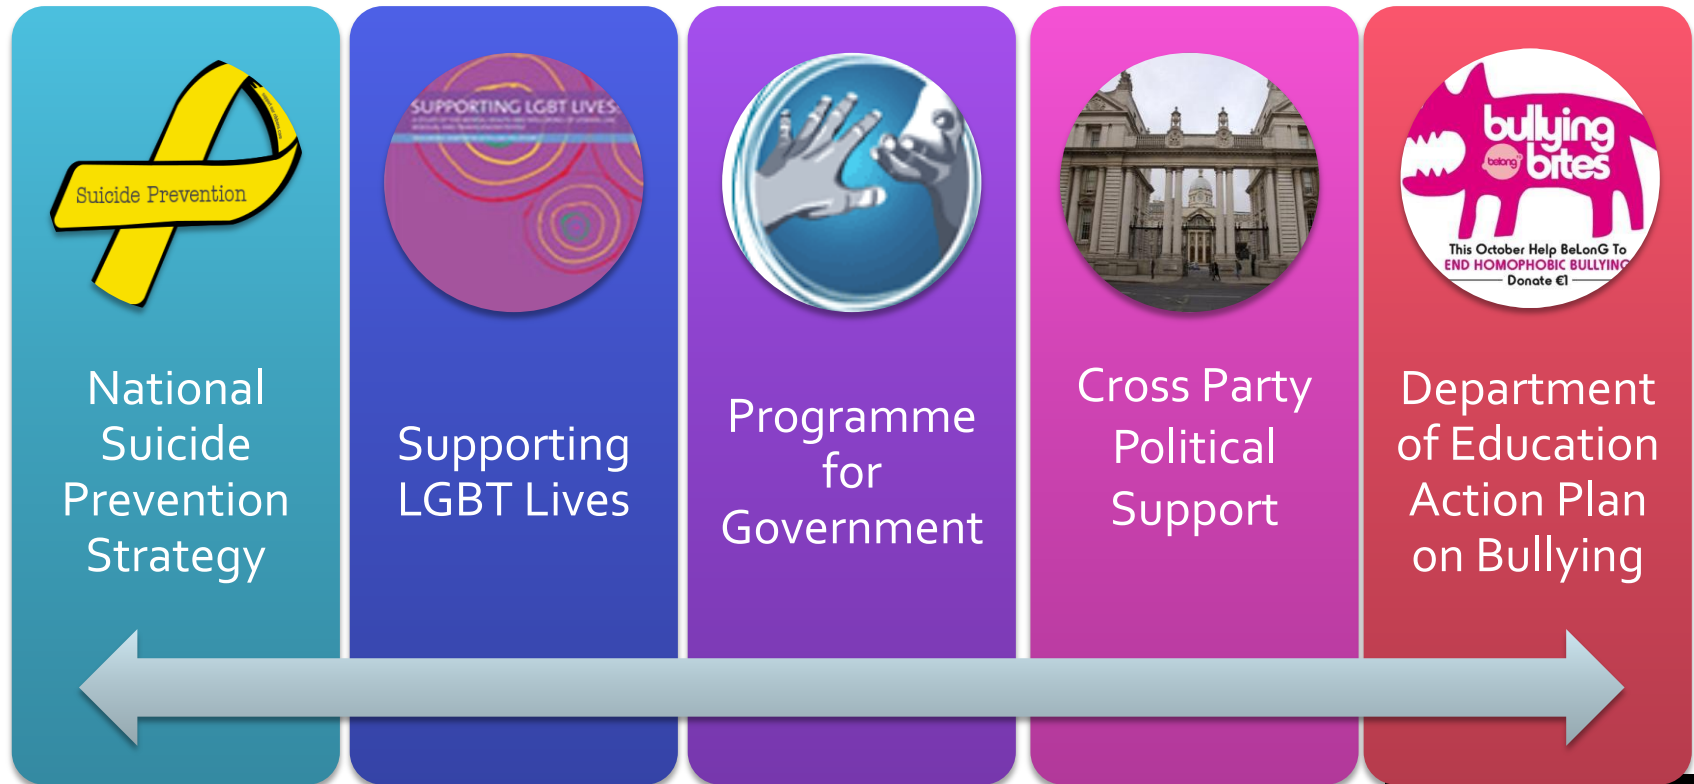 Suicide Prevention
National
Suicide
Prevention
Strategy
SUPPORTING LGBT LIVES
Supporting
LGBT Lives
Programme
for
Government
Cross Party
Political
Support
bullying
belong
bites
This October Help BeLonG To
END HOMOPHOBIC BULLYING
Donate €1
Department
of Education
Action Plan
on Bullying